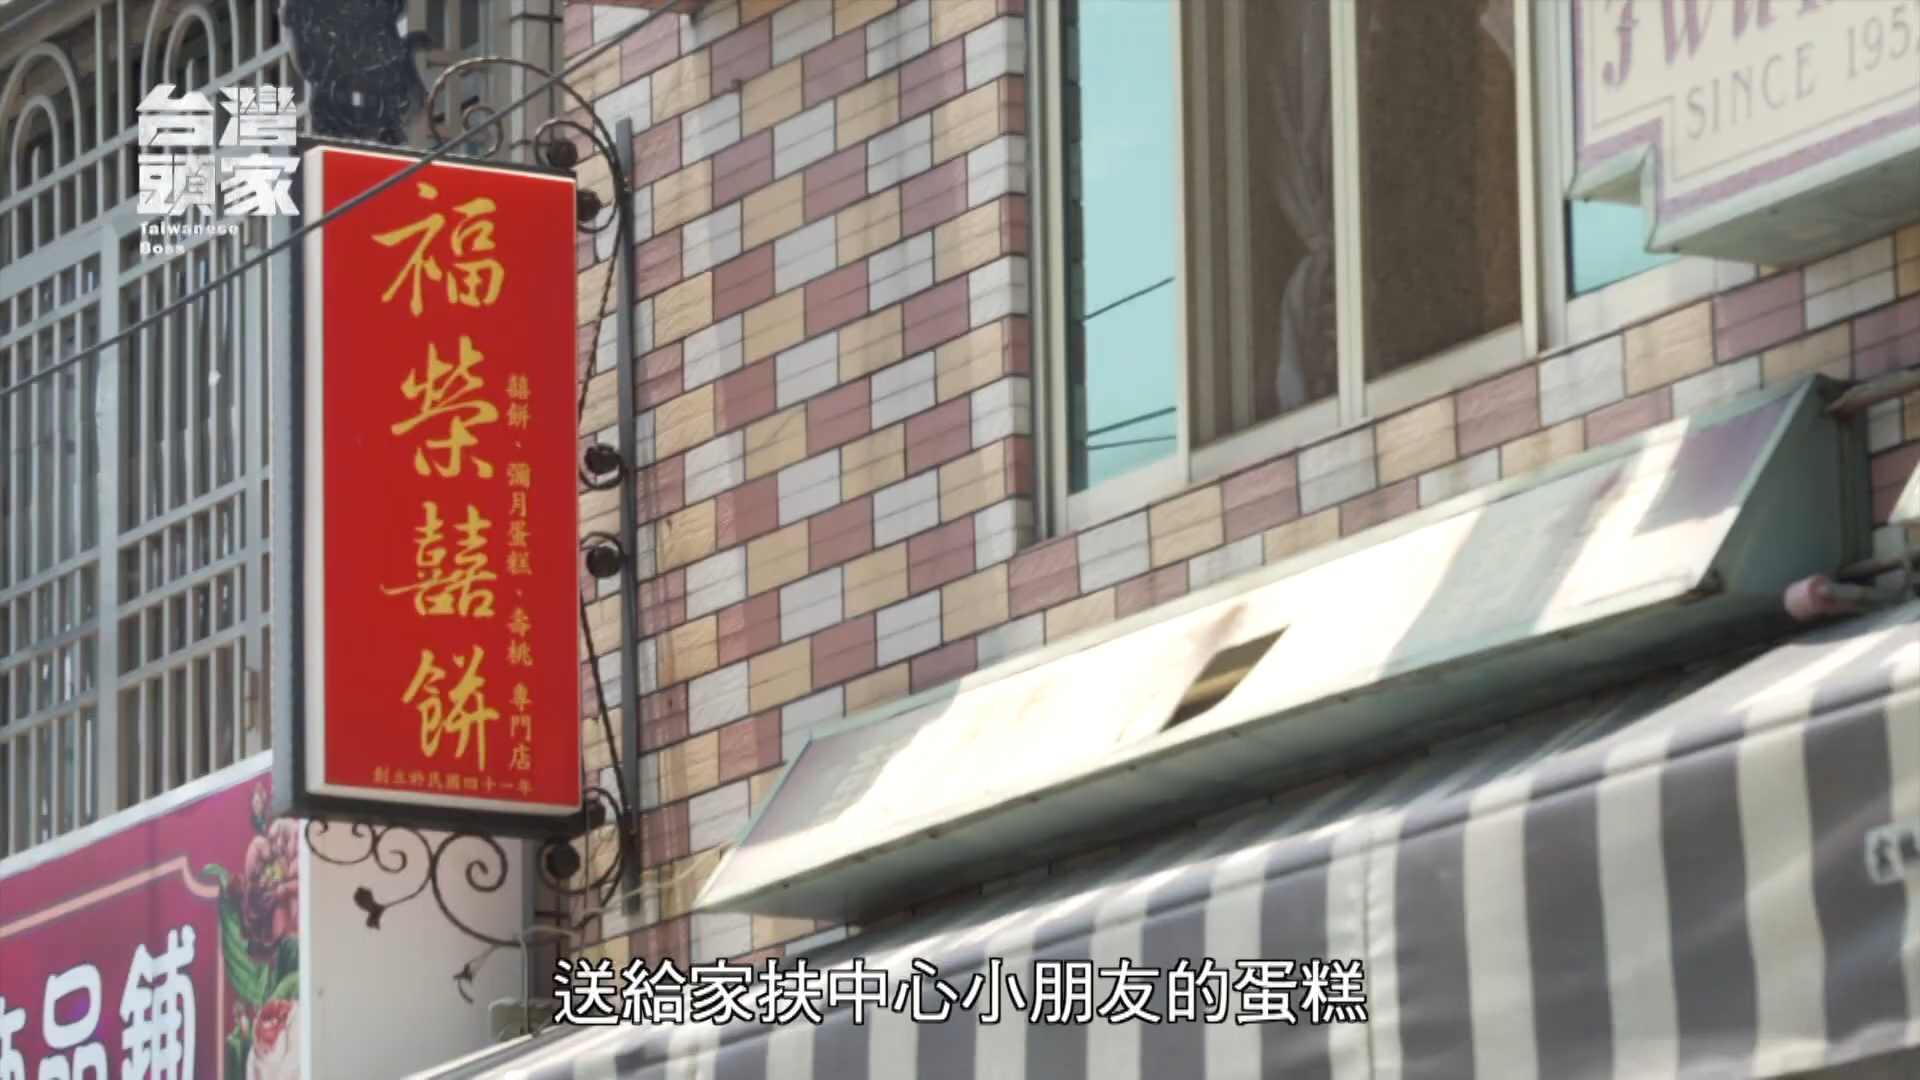 台灣
頭家
Taiwanese
Boss
福榮囍餅
囍餅、彌月蛋糕、壽桃 專門店
創立於民國四十一年
SINCE 195
品鋪
送給家扶中心小朋友的蛋糕